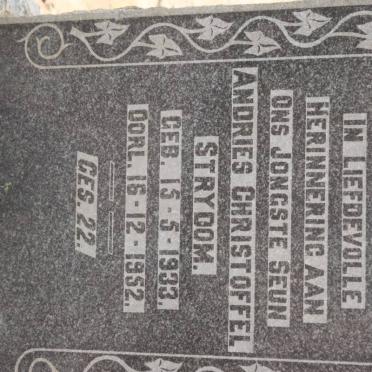 IN LIEFDEVOLLE
HERINNERING AAN
ONS JONGSTE SEUN
ANDRIES CHRISTOFFEL
STRYDOM.
GEB. 5-5-1933.
OORL. 16-12-1952.
GES. 22.